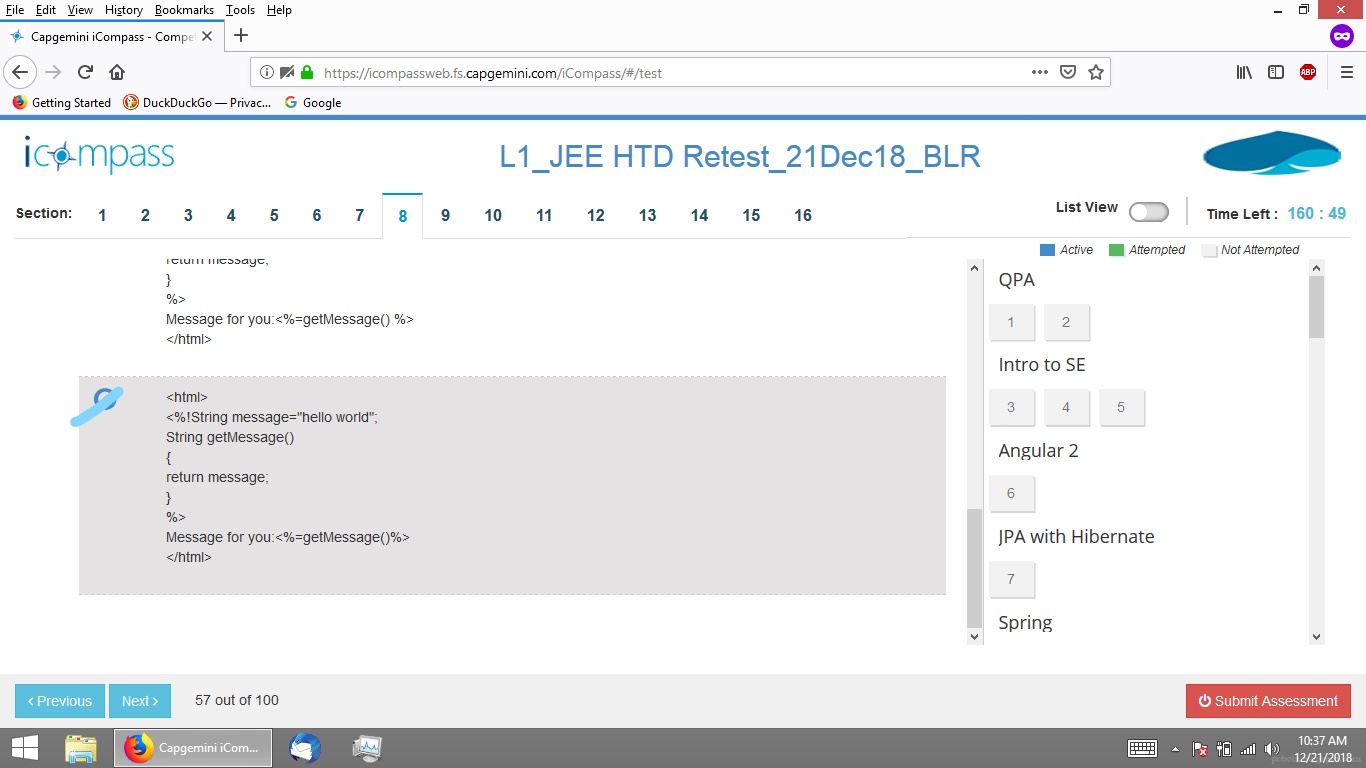 File Edit View History Bookmarks Tools Help
Capgemini iCompass - Compet
https://icompassweb.fs.capgemini.com/iCompass/#/test
ABP
Getting Started DuckDuckGo — Privac... Google
icompass
L1_JEE HTD Retest_21Dec18_BLR
Section: 1 2 3 4 5 6 7 8 9 10 11 12 13 14 15 16
List View
Time Left : 160 : 49
Active Attempted Not Attempted
return message;
}
%>
Message for you:<%=getMessage() %>
</html>
<html>
<%!String message="hello world";
String getMessage()
{
return message;
}
%>
Message for you:<%=getMessage()%>
</html>
QPA
1 2
Intro to SE
3 4 5
Angular 2
6
JPA with Hibernate
7
Spring
< Previous Next > 57 out of 100
Submit Assessment
Capgemini iCom...
10:37 AM
12/21/2018